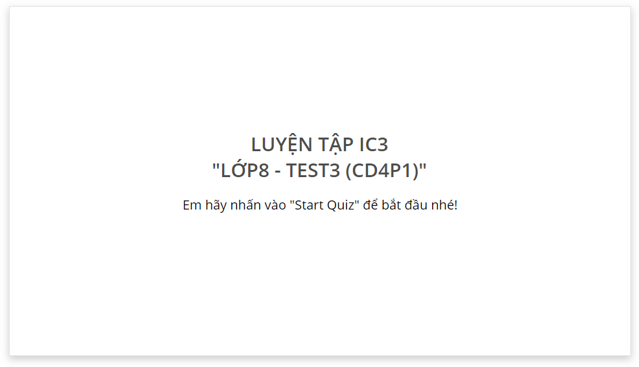 LUYỆN TẬP IC3
"LỚP8 - TEST3 (CD4P1)"
Em hãy nhấn vào "Start Quiz" để bắt đầu nhé!